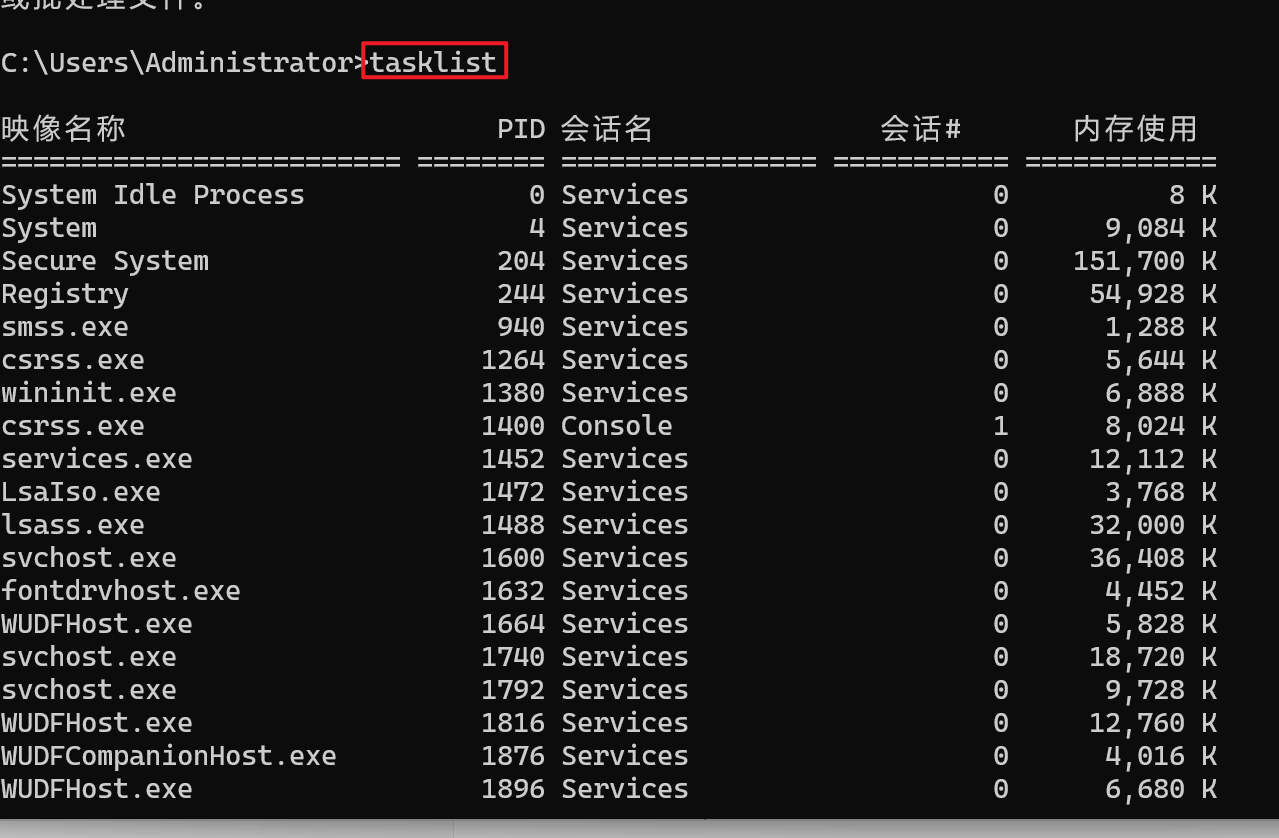 或批处理文件。
C:\Users\Administrator>tasklist
映像名称 PID 会话名 会话# 内存使用
========================= ======== ================ =========== ============
System Idle Process 0 Services 0 8 K
System 4 Services 0 9,084 K
Secure System 204 Services 0 151,700 K
Registry 244 Services 0 54,928 K
smss.exe 940 Services 0 1,288 K
csrss.exe 1264 Services 0 5,644 K
wininit.exe 1380 Services 0 6,888 K
csrss.exe 1400 Console 1 8,024 K
services.exe 1452 Services 0 12,112 K
LsaIso.exe 1472 Services 0 3,768 K
lsass.exe 1488 Services 0 32,000 K
svchost.exe 1600 Services 0 36,408 K
fontdrvhost.exe 1632 Services 0 4,452 K
WUDFHost.exe 1664 Services 0 5,828 K
svchost.exe 1740 Services 0 18,720 K
svchost.exe 1792 Services 0 9,728 K
WUDFHost.exe 1816 Services 0 12,760 K
WUDFCompanionHost.exe 1876 Services 0 4,016 K
WUDFHost.exe 1896 Services 0 6,680 K